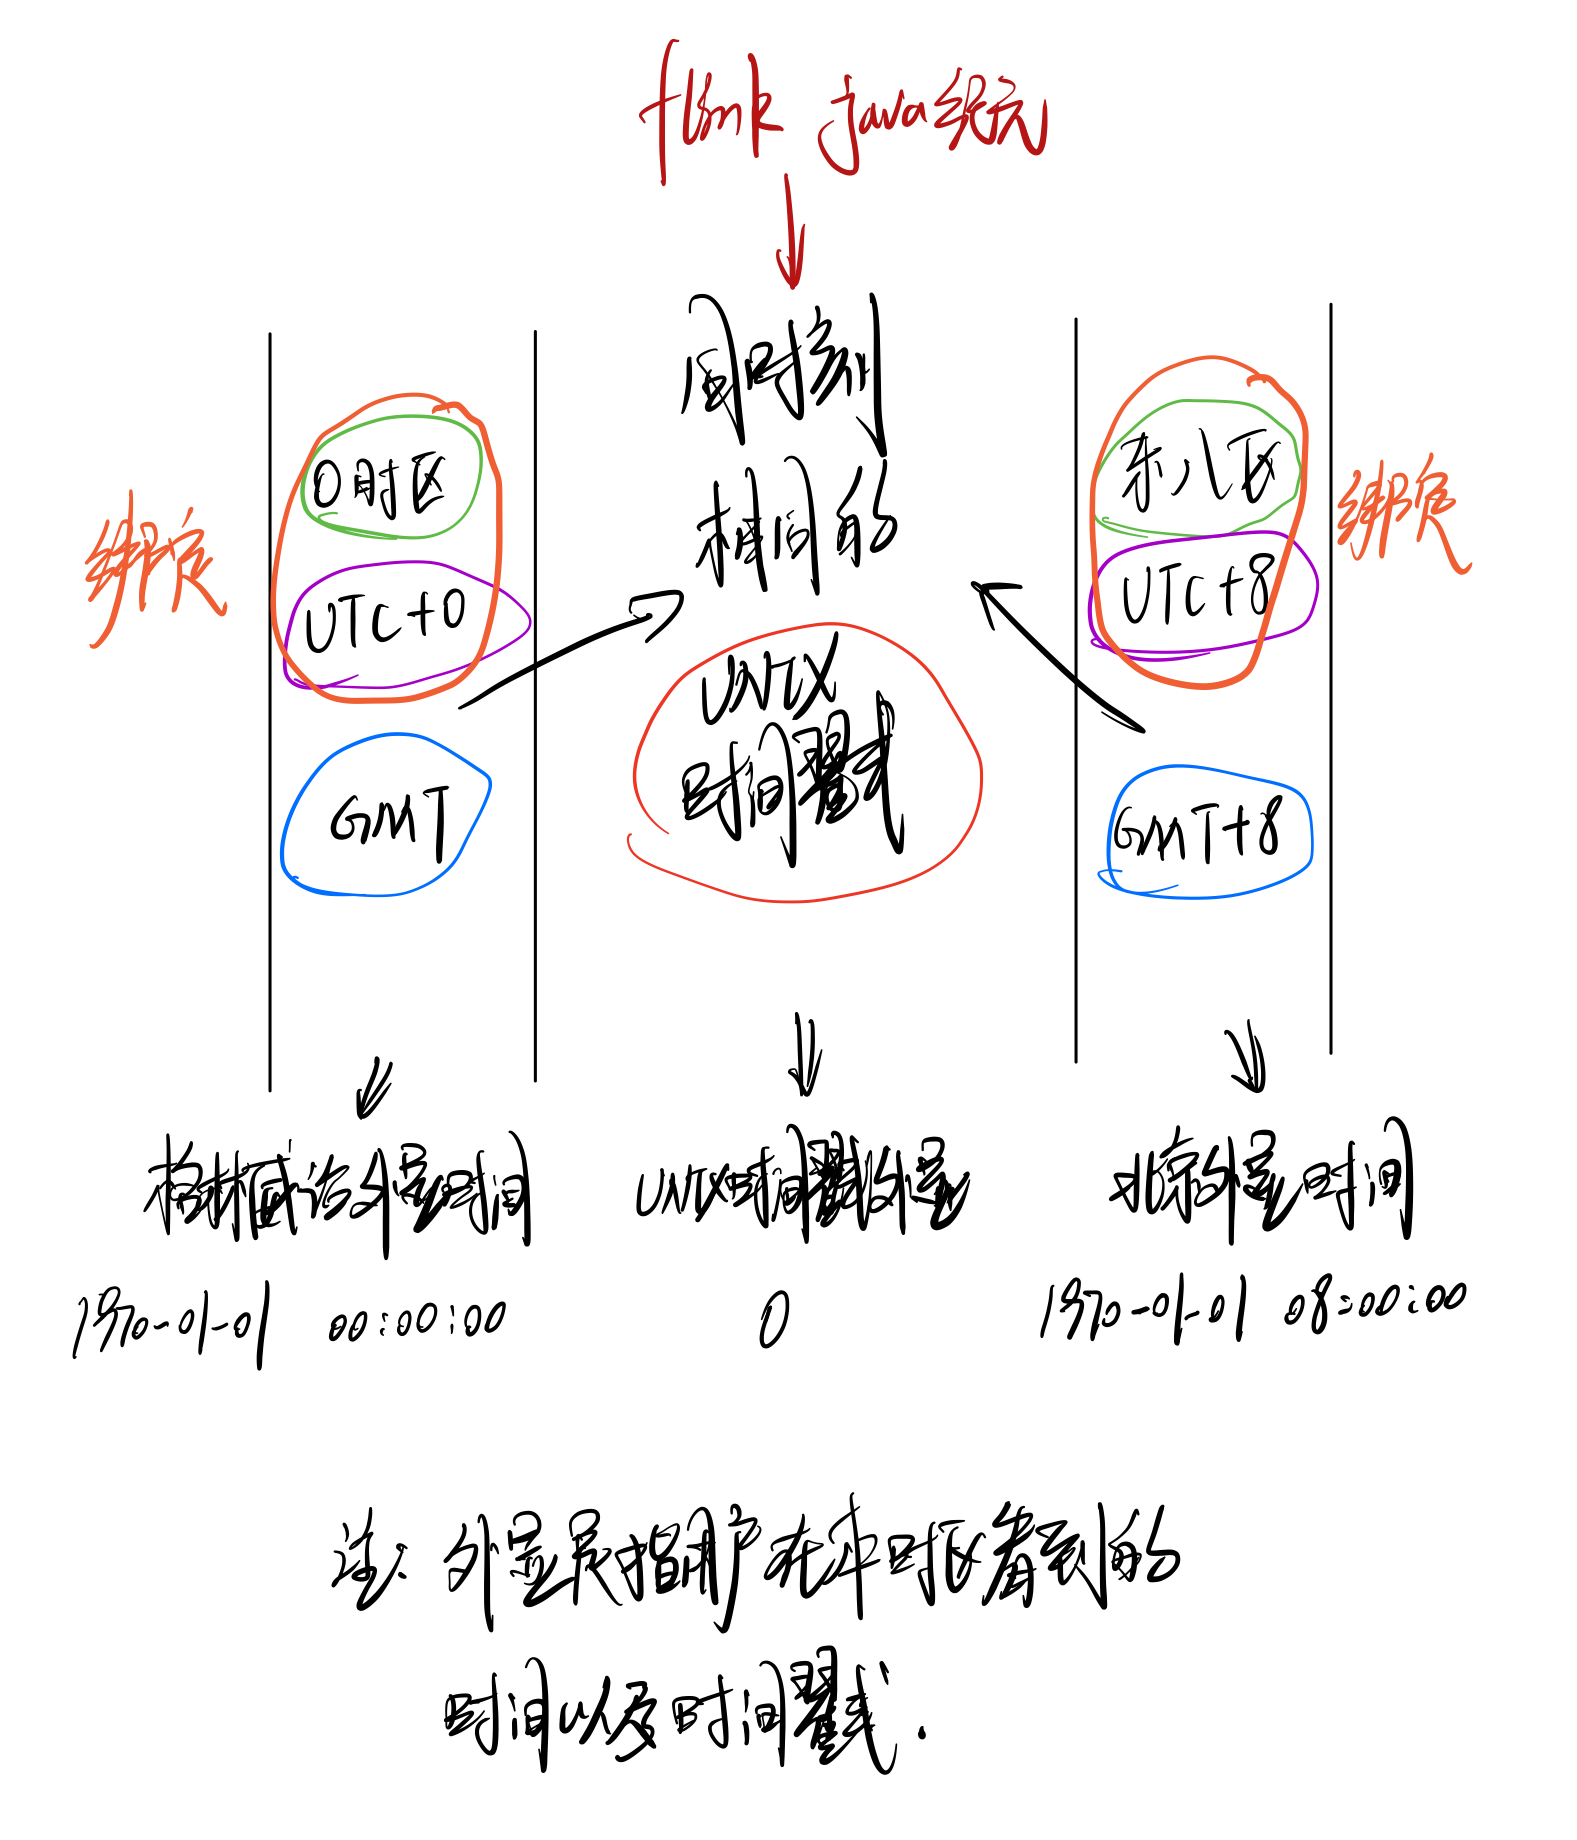 flink java纪元
同时刻
相同的
UNIX
时间戳
绑定
0时区
UTC+0
GMT
东八区
UTC+8
GMT+8
绑定
格林威治外显时间
UNIX时间戳外显
北京外显时间
1970-01-01 00:00:00
0
1970-01-01 08:00:00
注: 外显是指用户在本时区看到的
时间以及时间戳.